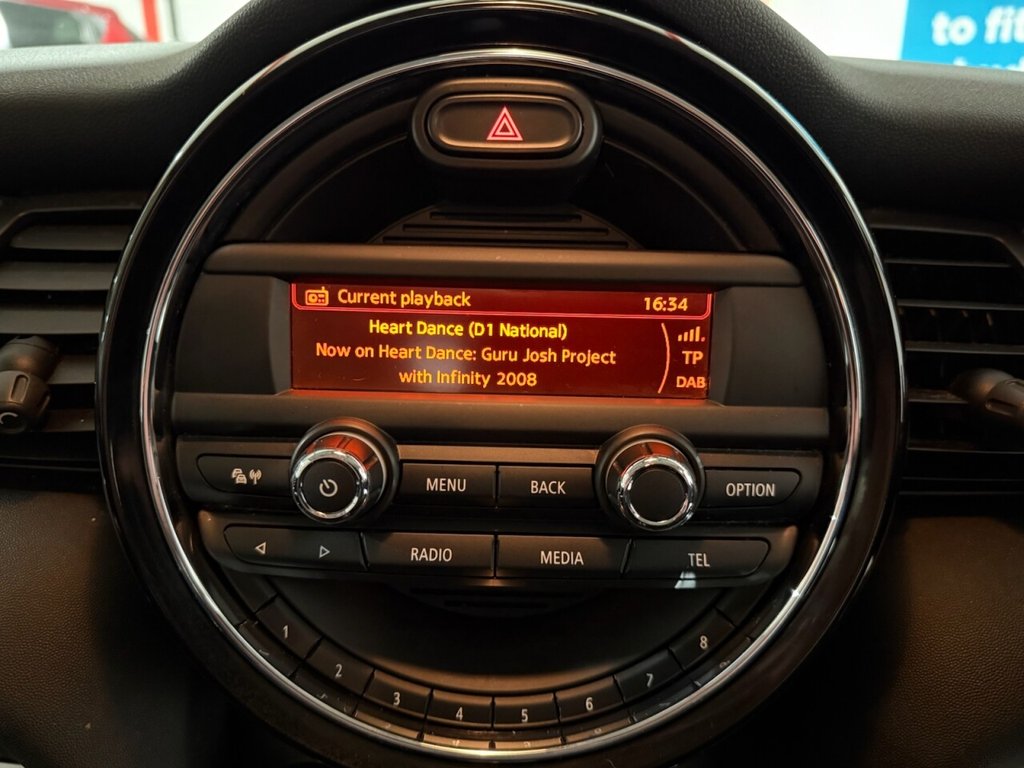 to fit
Current playback 16:34
Heart Dance (D1 National)
Now on Heart Dance: Guru Josh Project
with Infinity 2008
TP
DAB
MENU BACK OPTION
RADIO MEDIA TEL
1 2 3 4 5 6 7 8